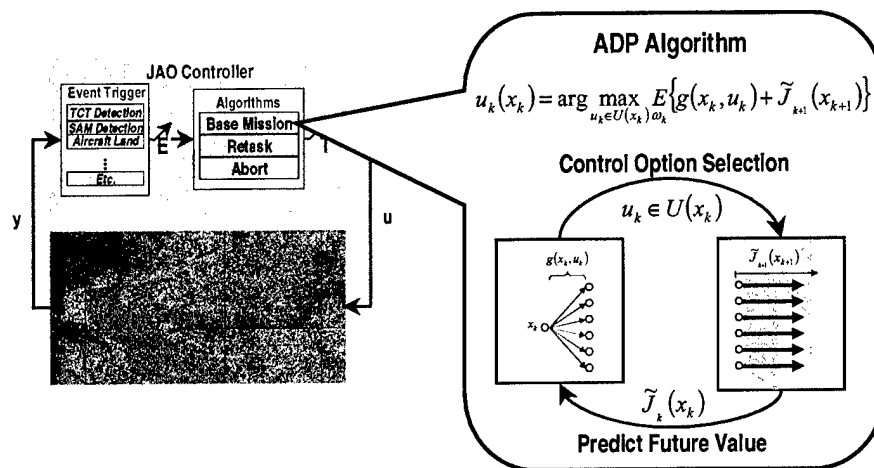 JAO Controller
Event Trigger
TCT Detection
SAM Detection
Aircraft Land
⋮
Etc.
E
Algorithms
Base Mission
Retask
Abort
y
u
ADP Algorithm
u_k(x_k) = arg max_{u_k∈U(x_k)} E_{ω_k}{g(x_k, u_k) + J̃_{k+1}(x_{k+1})}
Control Option Selection
u_k ∈ U(x_k)
g(x_k, u_k)
x_k
J̃_{k+1}(x_{k+1})
J̃_k(x_k)
Predict Future Value